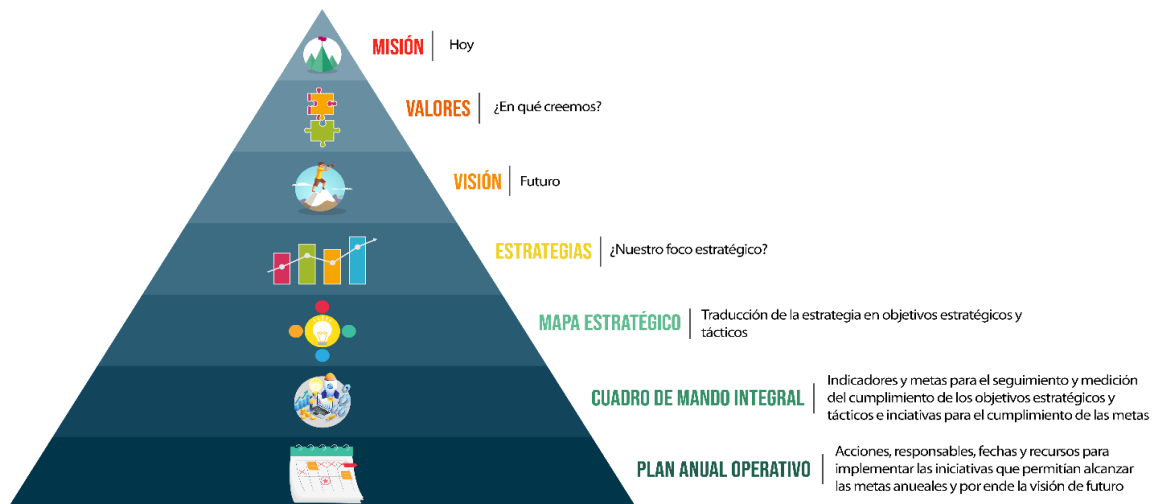 MISIÓN
Hoy
VALORES
¿En qué creemos?
VISIÓN
Futuro
ESTRATEGIAS
¿Nuestro foco estratégico?
MAPA ESTRATÉGICO
Traducción de la estrategia en objetivos estratégicos y
tácticos
CUADRO DE MANDO INTEGRAL
Indicadores y metas para el seguimiento y medición
del cumplimiento de los objetivos estratégicos y
tácticos e inciativas para el cumplimiento de las metas
PLAN ANUAL OPERATIVO
Acciones, responsables, fechas y recursos para
implementar las iniciativas que permitían alcanzar
las metas anueales y por ende la visión de futuro